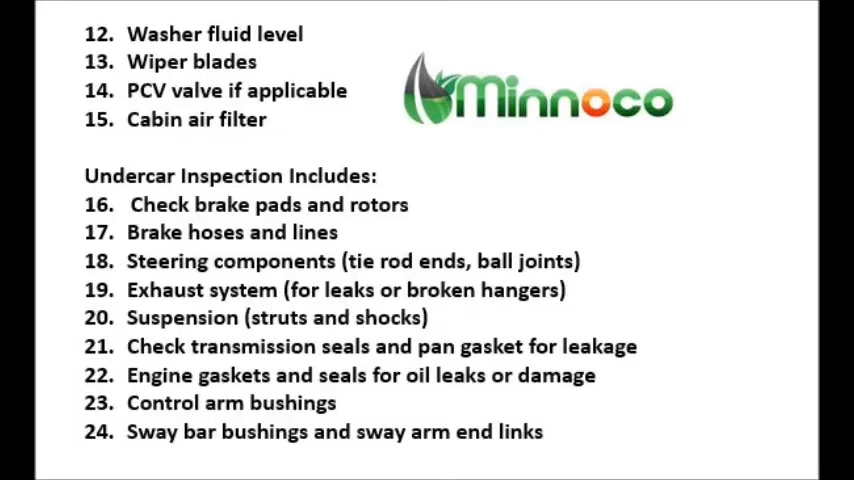 12. Washer fluid level
13. Wiper blades
14. PCV valve if applicable
15. Cabin air filter
Minnoco
Undercar Inspection Includes:
16. Check brake pads and rotors
17. Brake hoses and lines
18. Steering components (tie rod ends, ball joints)
19. Exhaust system (for leaks or broken hangers)
20. Suspension (struts and shocks)
21. Check transmission seals and pan gasket for leakage
22. Engine gaskets and seals for oil leaks or damage
23. Control arm bushings
24. Sway bar bushings and sway arm end links